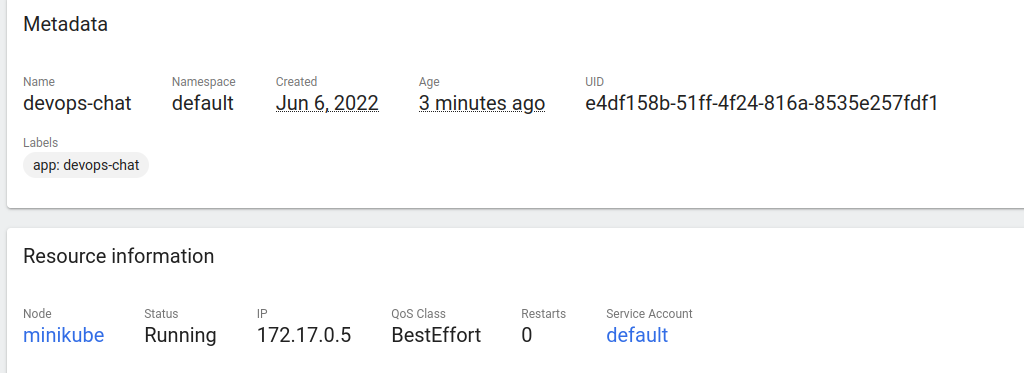 Metadata
Name Namespace Created Age UID
devops-chat default Jun 6, 2022 3 minutes ago e4df158b-51ff-4f24-816a-8535e257fdf1
Labels
app: devops-chat
Resource information
Node Status IP QoS Class Restarts Service Account
minikube Running 172.17.0.5 BestEffort 0 default